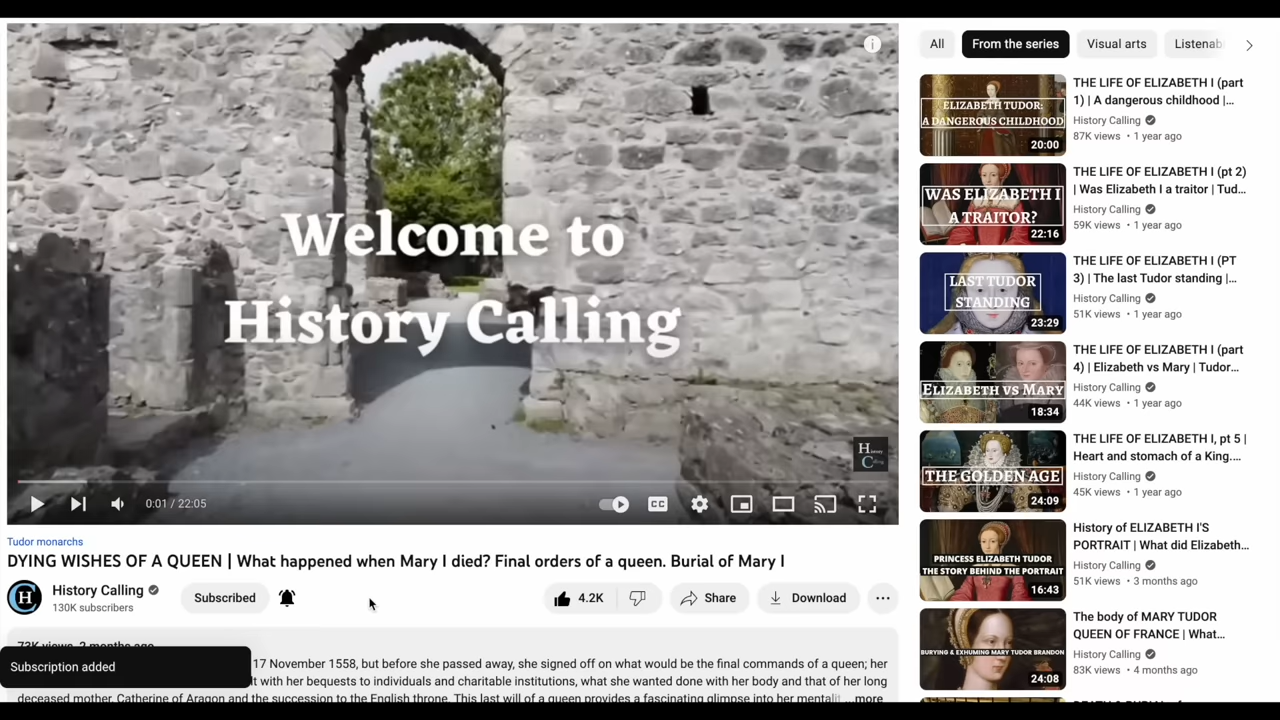 Welcome to
History Calling
0:01 / 22:05
CC
Tudor monarchs
DYING WISHES OF A QUEEN | What happened when Mary I died? Final orders of a queen. Burial of Mary I
History Calling
130K subscribers
Subscribed
4.2K
Share
Download
73K views 2 months ago
17 November 1558, but before she passed away, she signed off on what would be the final commands of a queen; her
lt with her bequests to individuals and charitable institutions, what she wanted done with her body and that of her long
deceased mother, Catherine of Aragon and the succession to the English throne. This last will of a queen provides a fascinating glimpse into her mentalit ...more
Subscription added
All
From the series
Visual arts
Listenab
ELIZABETH TUDOR:
A DANGEROUS CHILDHOOD
20:00
THE LIFE OF ELIZABETH I (part
1) | A dangerous childhood |...
History Calling
87K views • 1 year ago
WAS ELIZABETH I
A TRAITOR?
22:16
THE LIFE OF ELIZABETH I (pt 2)
| Was Elizabeth I a traitor | Tud...
History Calling
59K views • 1 year ago
LAST TUDOR
STANDING
23:29
THE LIFE OF ELIZABETH I (PT
3) | The last Tudor standing |...
History Calling
51K views • 1 year ago
ELIZABETH VS MARY
18:34
THE LIFE OF ELIZABETH I (part
4) | Elizabeth vs Mary | Tudor...
History Calling
44K views • 1 year ago
THE GOLDEN AGE
24:09
THE LIFE OF ELIZABETH I, pt 5 |
Heart and stomach of a King....
History Calling
45K views • 1 year ago
PRINCESS ELIZABETH TUDOR
THE STORY BEHIND THE PORTRAIT
16:43
History of ELIZABETH I'S
PORTRAIT | What did Elizabeth...
History Calling
51K views • 3 months ago
BURYING & EXHUMING MARY TUDOR BRANDON
24:08
The body of MARY TUDOR
QUEEN OF FRANCE | What...
History Calling
83K views • 4 months ago